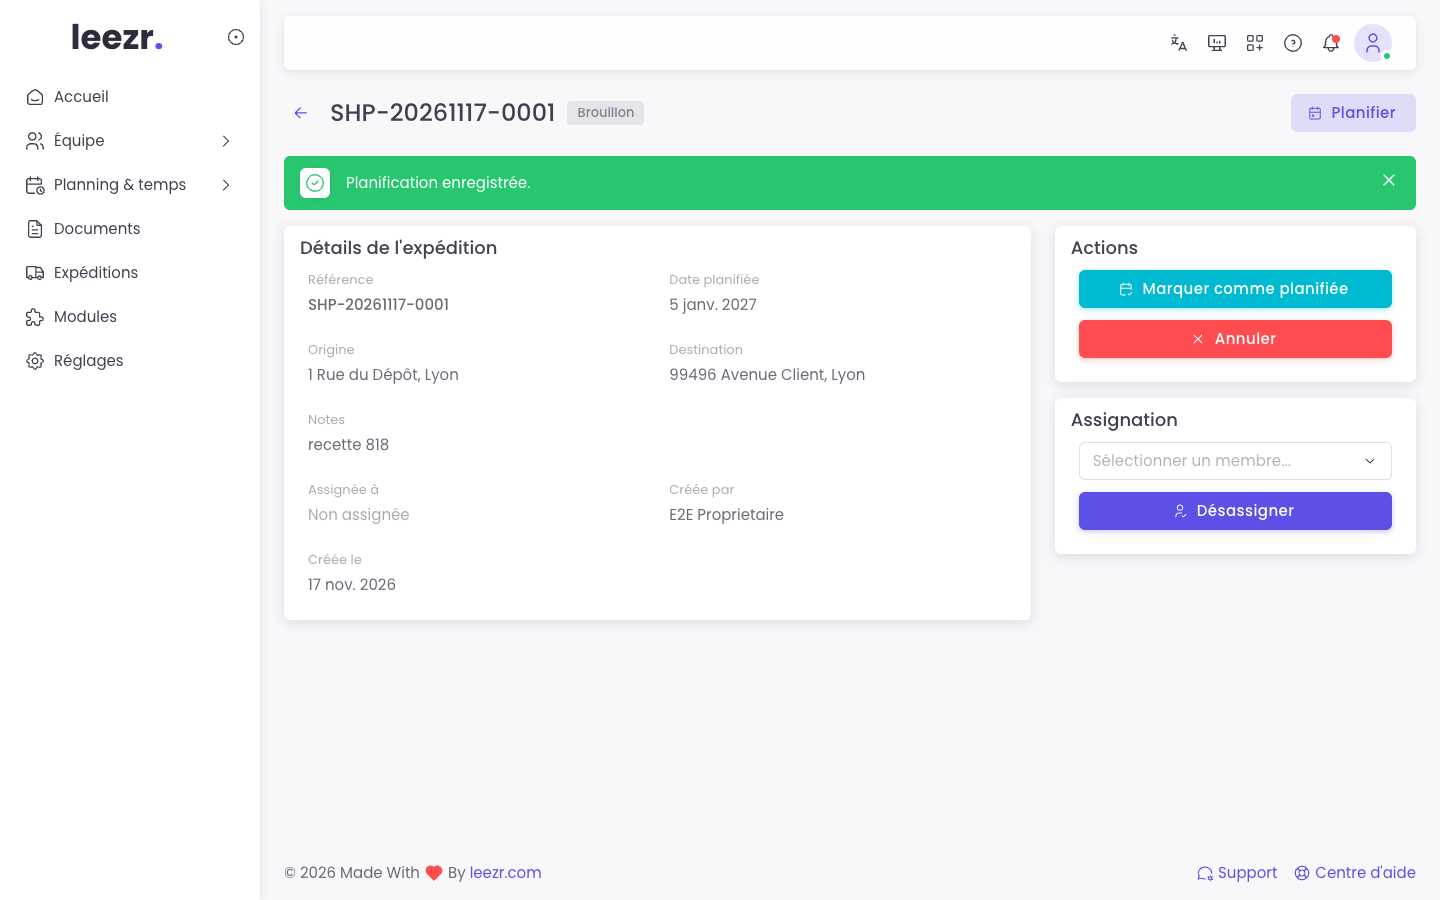 leezr.
Accueil
Équipe
Planning & temps
Documents
Expéditions
Modules
Réglages
SHP-20261117-0001
Brouillon
Planifier
Planification enregistrée.
Détails de l'expédition
Référence
SHP-20261117-0001
Date planifiée
5 janv. 2027
Origine
1 Rue du Dépôt, Lyon
Destination
99496 Avenue Client, Lyon
Notes
recette 818
Assignée à
Non assignée
Créée par
E2E Proprietaire
Créée le
17 nov. 2026
Actions
Marquer comme planifiée
Annuler
Assignation
Sélectionner un membre...
Désassigner
© 2026 Made With ❤ By leezr.com
Support
Centre d'aide